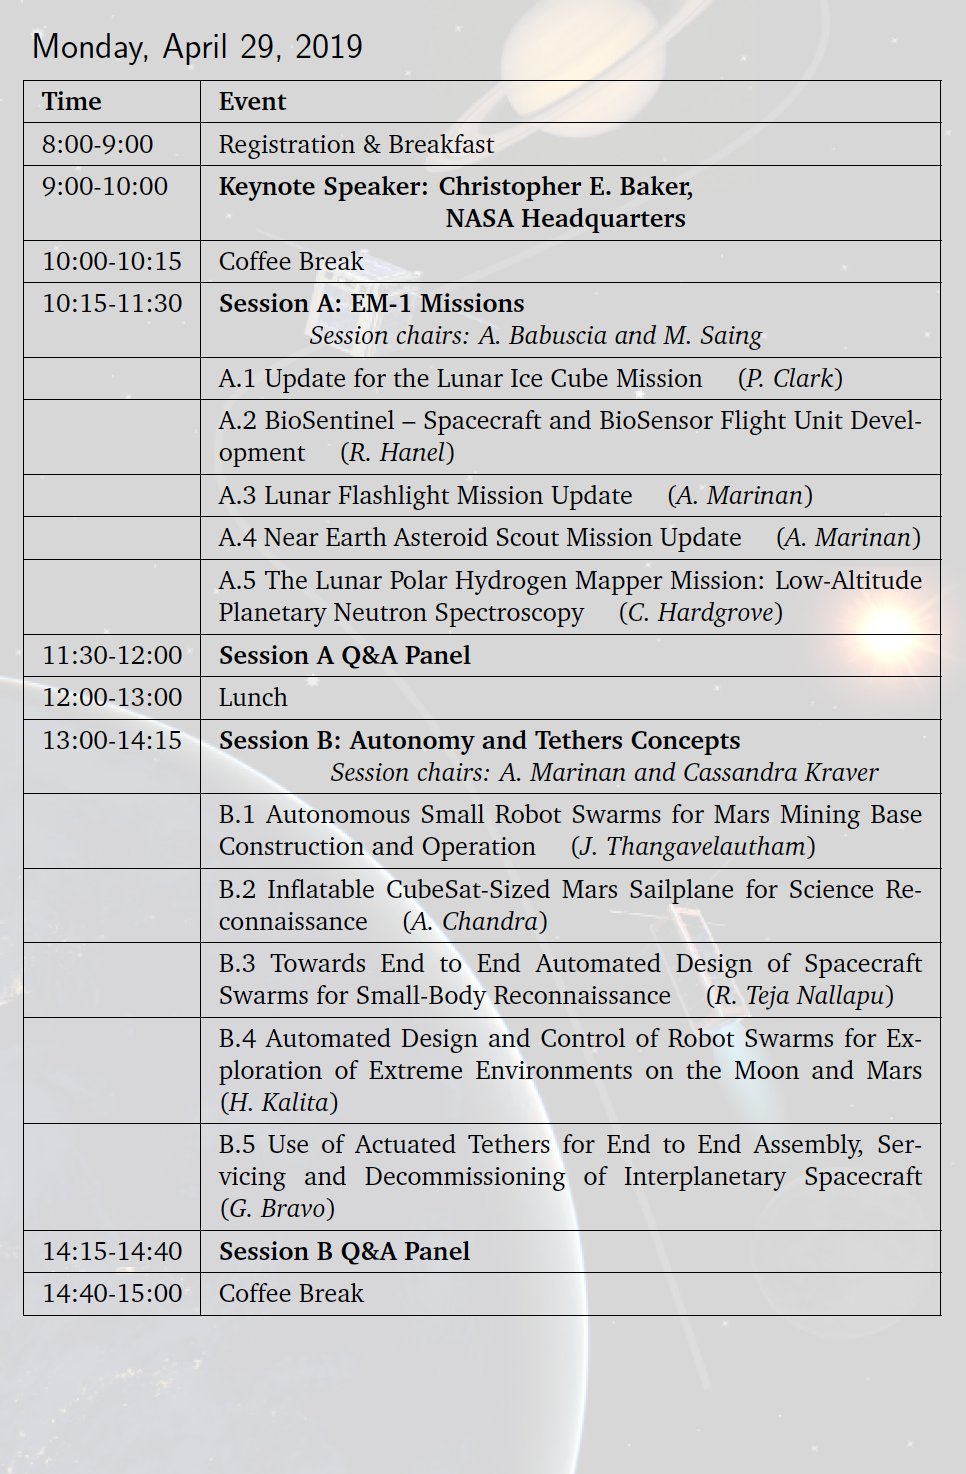 Monday, April 29, 2019
Time Event
8:00-9:00 Registration & Breakfast
9:00-10:00 Keynote Speaker: Christopher E. Baker,
NASA Headquarters
10:00-10:15 Coffee Break
10:15-11:30 Session A: EM-1 Missions
Session chairs: A. Babuscia and M. Saing
A.1 Update for the Lunar Ice Cube Mission (P. Clark)
A.2 BioSentinel – Spacecraft and BioSensor Flight Unit Devel-
opment (R. Hanel)
A.3 Lunar Flashlight Mission Update (A. Marinan)
A.4 Near Earth Asteroid Scout Mission Update (A. Marinan)
A.5 The Lunar Polar Hydrogen Mapper Mission: Low-Altitude
Planetary Neutron Spectroscopy (C. Hardgrove)
11:30-12:00 Session A Q&A Panel
12:00-13:00 Lunch
13:00-14:15 Session B: Autonomy and Tethers Concepts
Session chairs: A. Marinan and Cassandra Kraver
B.1 Autonomous Small Robot Swarms for Mars Mining Base
Construction and Operation (J. Thangavelautham)
B.2 Inflatable CubeSat-Sized Mars Sailplane for Science Re-
connaissance (A. Chandra)
B.3 Towards End to End Automated Design of Spacecraft
Swarms for Small-Body Reconnaissance (R. Teja Nallapu)
B.4 Automated Design and Control of Robot Swarms for Ex-
ploration of Extreme Environments on the Moon and Mars
(H. Kalita)
B.5 Use of Actuated Tethers for End to End Assembly, Ser-
vicing and Decommissioning of Interplanetary Spacecraft
(G. Bravo)
14:15-14:40 Session B Q&A Panel
14:40-15:00 Coffee Break